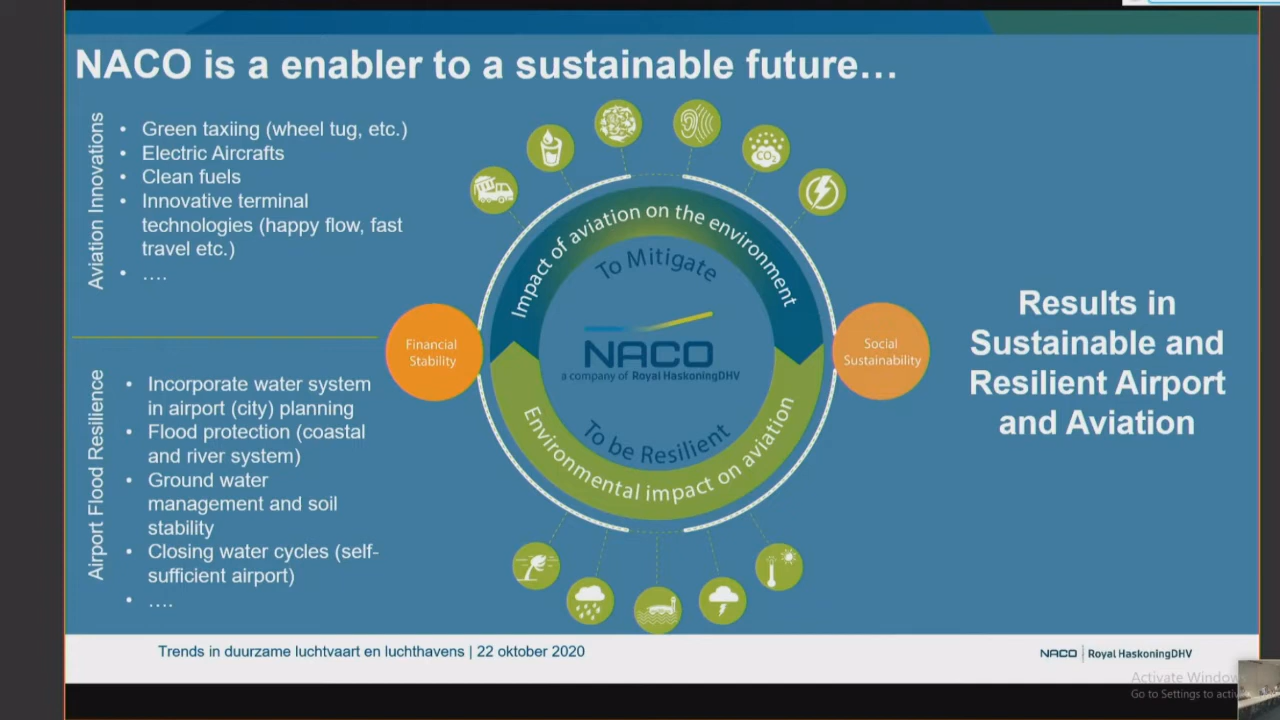 NACO is a enabler to a sustainable future...
Aviation Innovations
• Green taxiing (wheel tug, etc.)
• Electric Aircrafts
• Clean fuels
• Innovative terminal
technologies (happy flow, fast
travel etc.)
• ....
Airport Flood Resilience
• Incorporate water system
in airport (city) planning
• Flood protection (coastal
and river system)
• Ground water
management and soil
stability
• Closing water cycles (self-
sufficient airport)
• ....
CO2
Impact of aviation on the environment
To Mitigate
Financial
Stability
NACO
a company of Royal HaskoningDHV
Social
Sustainability
To be Resilient
Environmental impact on aviation
Results in
Sustainable and
Resilient Airport
and Aviation
Trends in duurzame luchtvaart en luchthavens | 22 oktober 2020
NACO | Royal HaskoningDHV
Activate Windows
Go to Settings to